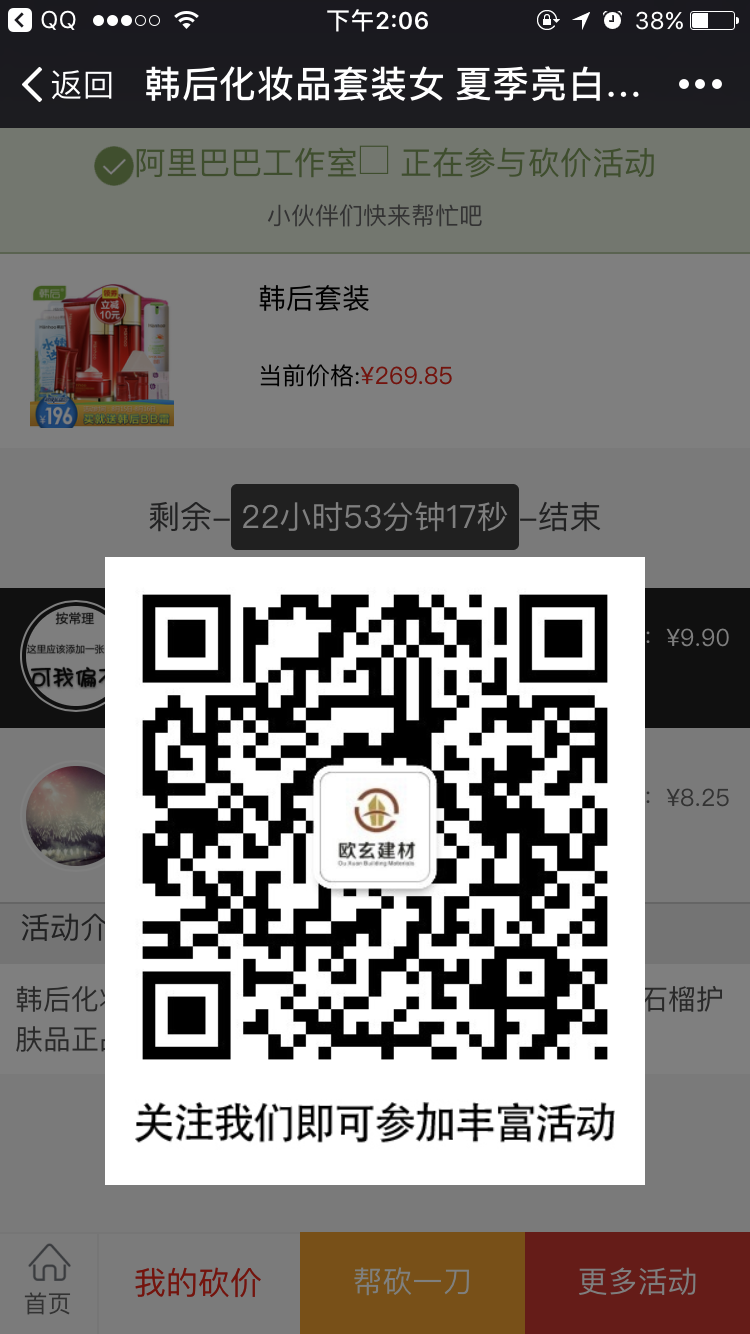 QQ
下午2:06
38%
返回
韩后化妆品套装女 夏季亮白...
阿里巴巴工作室□ 正在参与砍价活动
小伙伴们快来帮忙吧
韩后
立减
10元
¥196
买就送韩后BB霜
韩后套装
当前价格:¥269.85
剩余–22小时53分钟17秒–结束
按常理
这里应该添加一张
可我偏
: ¥9.90
: ¥8.25
欧玄建材
Ou Xuan Building Materials
活动介
韩后化
石榴护
肤品正
关注我们即可参加丰富活动
首页
我的砍价
帮砍一刀
更多活动